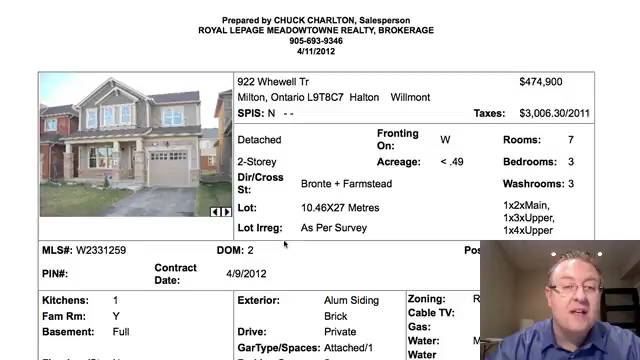 Prepared by CHUCK CHARLTON, Salesperson
ROYAL LEPAGE MEADOWTOWNE REALTY, BROKERAGE
905-693-9346
4/11/2012
922 Whewell Tr $474,900
Milton, Ontario L9T8C7 Halton Willmont
SPIS: N - - Taxes: $3,006.30/2011
Detached Fronting On: W Rooms: 7
2-Storey Acreage: < .49 Bedrooms: 3
Dir/Cross St: Bronte + Farmstead Washrooms: 3
Lot: 10.46X27 Metres 1x2xMain,
1x3xUpper,
Lot Irreg: As Per Survey 1x4xUpper
MLS#: W2331259 DOM: 2
PIN#: Contract Date: 4/9/2012
Kitchens: 1 Exterior: Alum Siding Zoning:
Fam Rm: Y Brick Cable TV:
Basement: Full Drive: Private Gas:
GarType/Spaces: Attached/1 Water:
Water